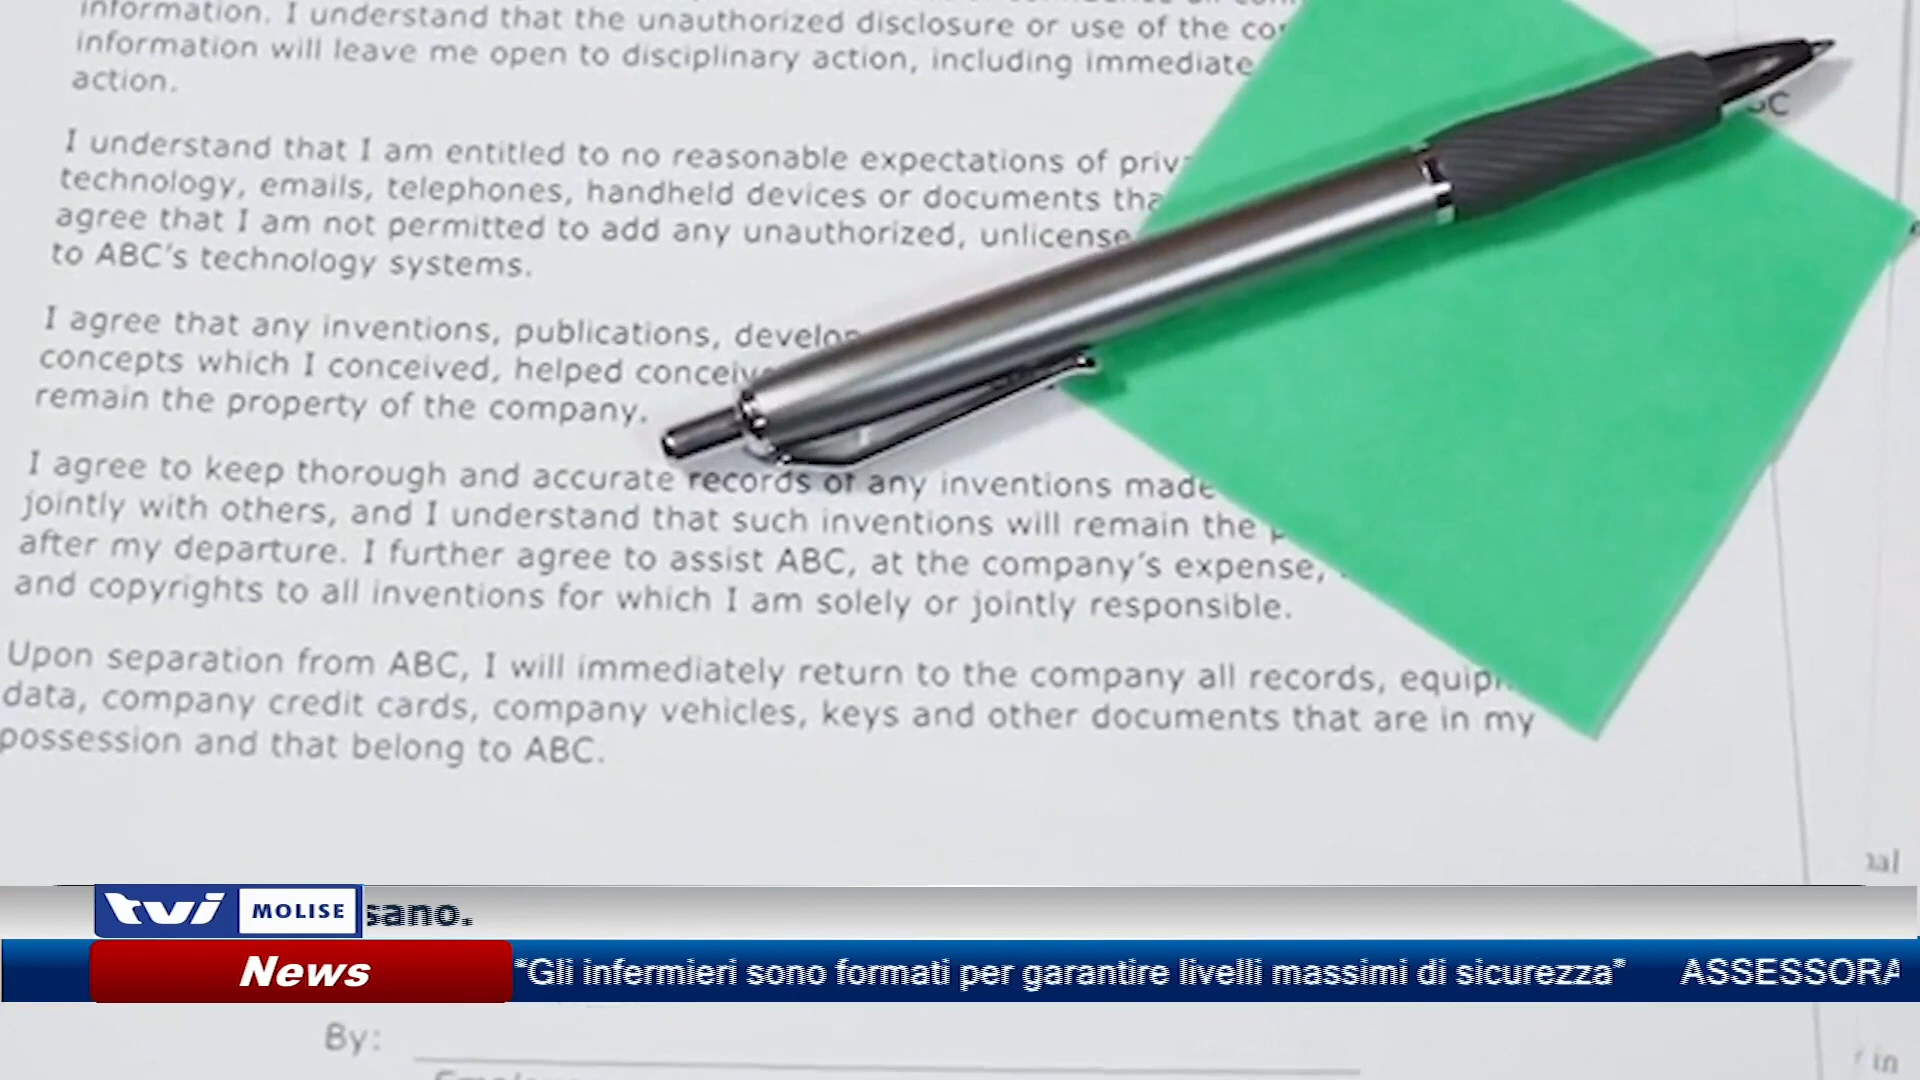 information. I understand that the unauthorized disclosure or use of the
information will leave me open to disciplinary action, including immediate
action.
I understand that I am entitled to no reasonable expectations of
technology, emails, telephones, handheld devices or documents
agree that I am not permitted to add any unauthorized,
to ABC's technology systems.
I agree that any inventions, publications,
concepts which I conceived, helped
remain the property of the company.
I agree to keep thorough and accurate records of any inventions made
jointly with others, and I understand that such inventions will remain the
after my departure. I further agree to assist ABC, at the company's expense,
and copyrights to all inventions for which I am solely or jointly responsible.
Upon separation from ABC, I will immediately return to the company all records,
data, company credit cards, company vehicles, keys and other documents that are in my
possession and that belong to ABC.
tvi MOLISE sano.
News "Gli infermieri sono formati per garantire livelli massimi di sicurezza" ASSESSORA
By:
in